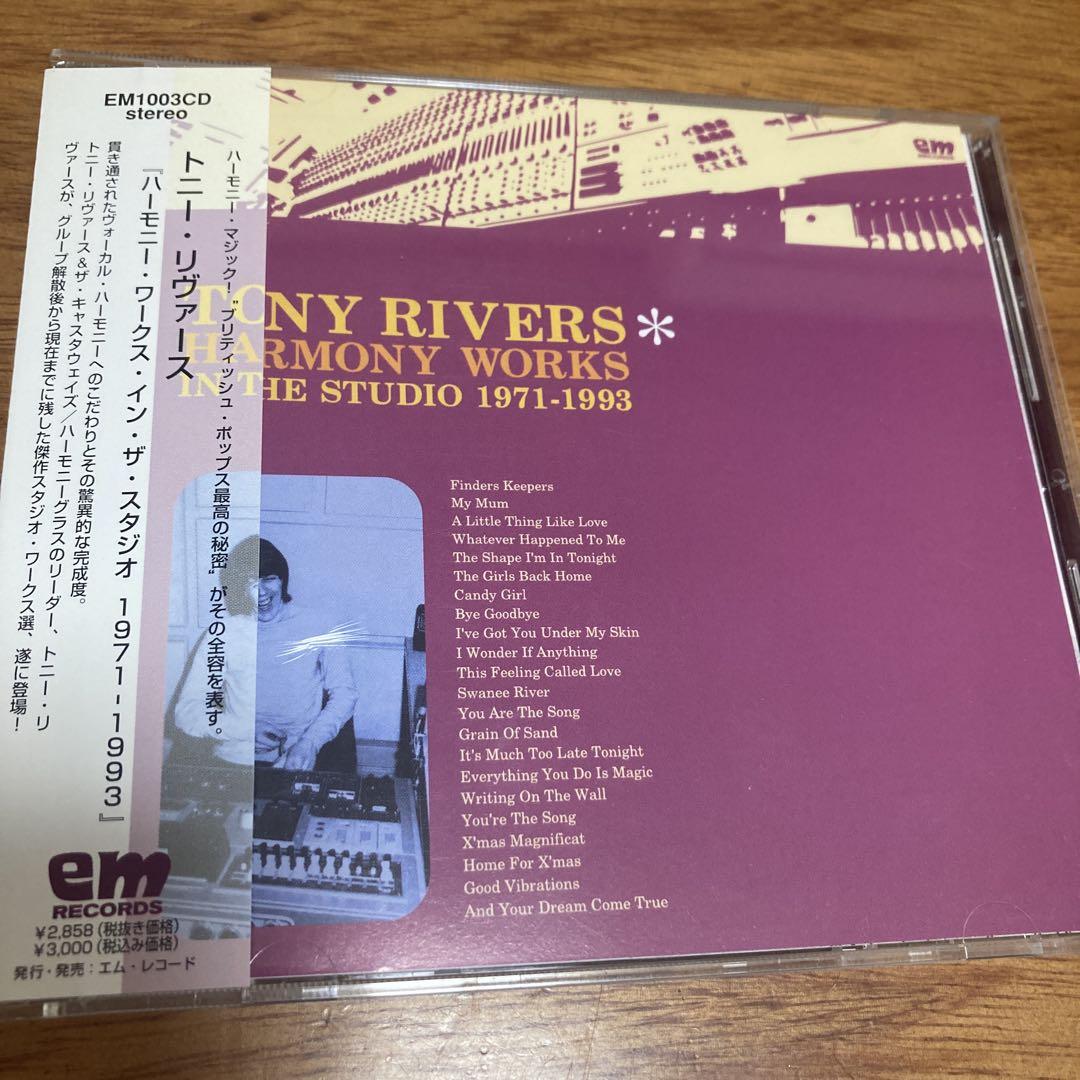 EM1003CD
stereo
ハーモニー・マジック!"ブリティッシュ・ポップス最高の秘密"がその全容を表す。
トニー・リヴァース
『ハーモニー・ワークス・イン・ザ・スタジオ 1971-1993』
貫き通されたヴォーカル・ハーモニーへのこだわりとその驚異的な完成度。
トニー・リヴァース&ザ・キャスタウェイズ/ハーモニーグラスのリーダー、トニー・リ
ヴァースが、グループ解散後から現在までに残した傑作スタジオ・ワークス選、遂に登場!
em
RECORDS
¥2,858(税抜き価格)
¥3,000(税込み価格)
発行・発売:エム・レコード
em
RECORDS
TONY RIVERS*
HARMONY WORKS
IN THE STUDIO 1971-1993
Finders Keepers
My Mum
A Little Thing Like Love
Whatever Happened To Me
The Shape I'm In Tonight
The Girls Back Home
Candy Girl
Bye Goodbye
I've Got You Under My Skin
I Wonder If Anything
This Feeling Called Love
Swanee River
You Are The Song
Grain Of Sand
It's Much Too Late Tonight
Everything You Do Is Magic
Writing On The Wall
You're The Song
X'mas Magnificat
Home For X'mas
Good Vibrations
And Your Dream Come True